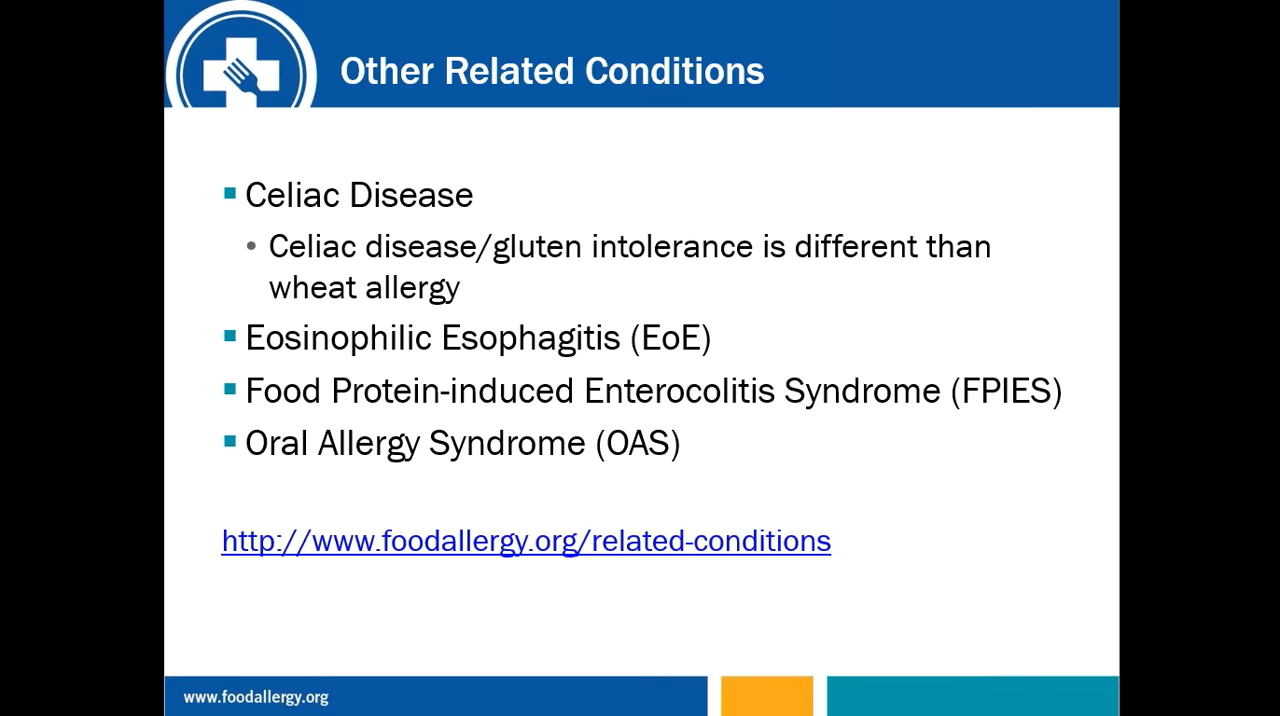 Other Related Conditions
Celiac Disease
Celiac disease/gluten intolerance is different than
wheat allergy
Eosinophilic Esophagitis (EoE)
Food Protein-induced Enterocolitis Syndrome (FPIES)
Oral Allergy Syndrome (OAS)
http://www.foodallergy.org/related-conditions
www.foodallergy.org